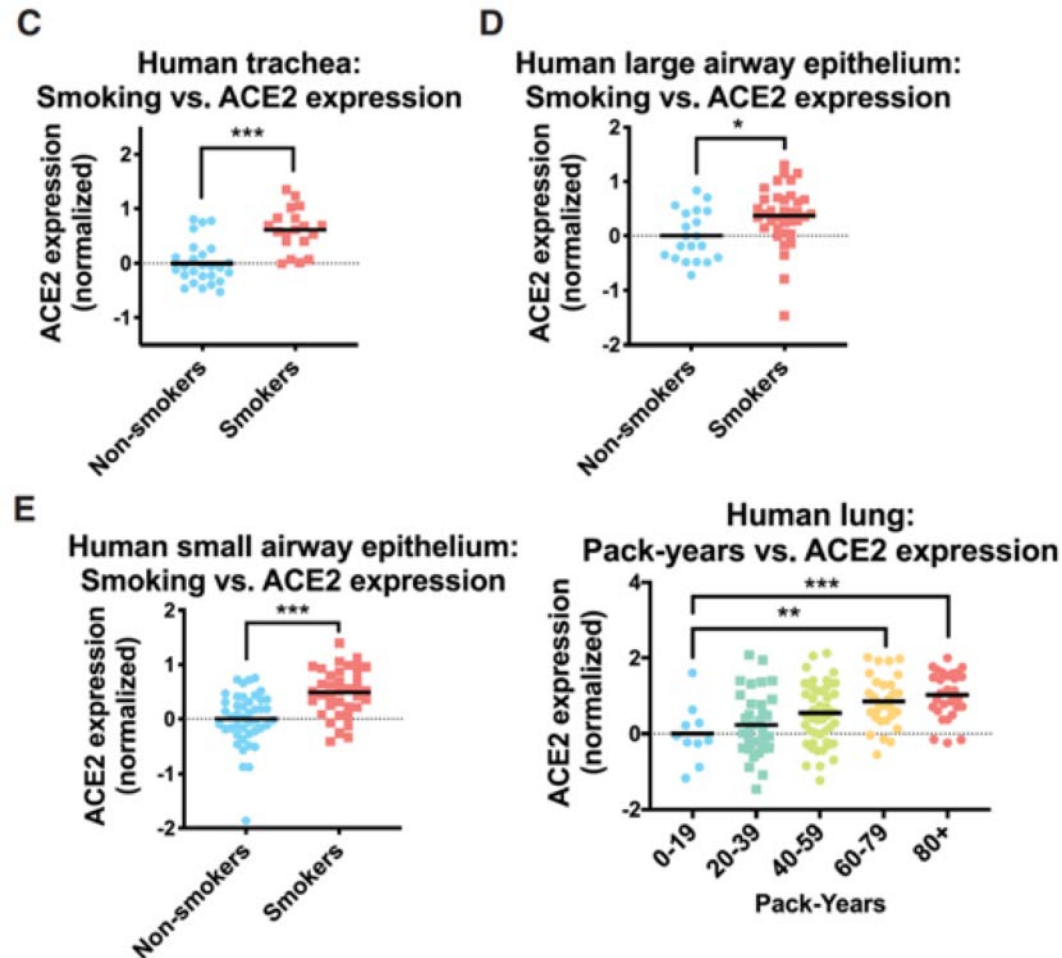 C
Human trachea:
Smoking vs. ACE2 expression
***
ACE2 expression
(normalized)
2
1
0
-1
Non-smokers
Smokers
D
Human large airway epithelium:
Smoking vs. ACE2 expression
*
ACE2 expression
(normalized)
2
1
0
-1
-2
Non-smokers
Smokers
E
Human small airway epithelium:
Smoking vs. ACE2 expression
***
ACE2 expression
(normalized)
2
1
0
-1
-2
Non-smokers
Smokers
Human lung:
Pack-years vs. ACE2 expression
***
**
ACE2 expression
(normalized)
4
2
0
-2
0-19
20-39
40-59
60-79
80+
Pack-Years